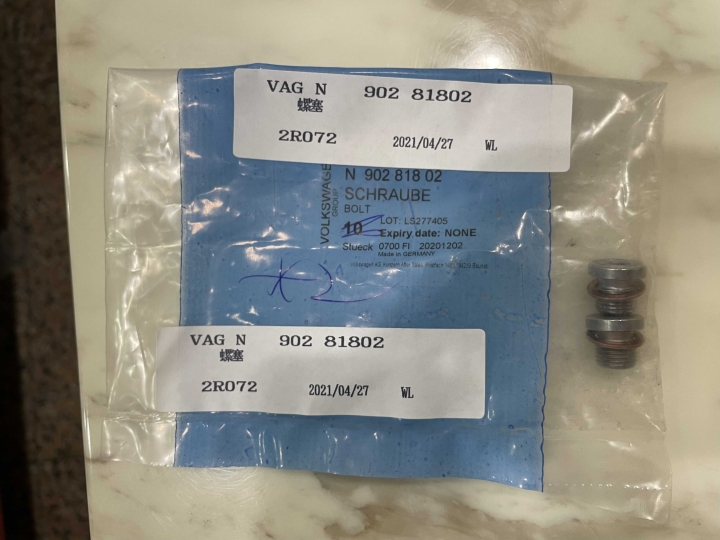 VAG N 902 81802
螺塞
2R072 2021/04/27 WL
VOLKSWAGE
GROUP
N 902 818 02
SCHRAUBE
BOLT
10 LOT: LS277405
Expiry date: NONE
Stueck 0700 FI 20201202
Made in GERMANY
VAG N 902 81802
螺塞
2R072 2021/04/27 WL